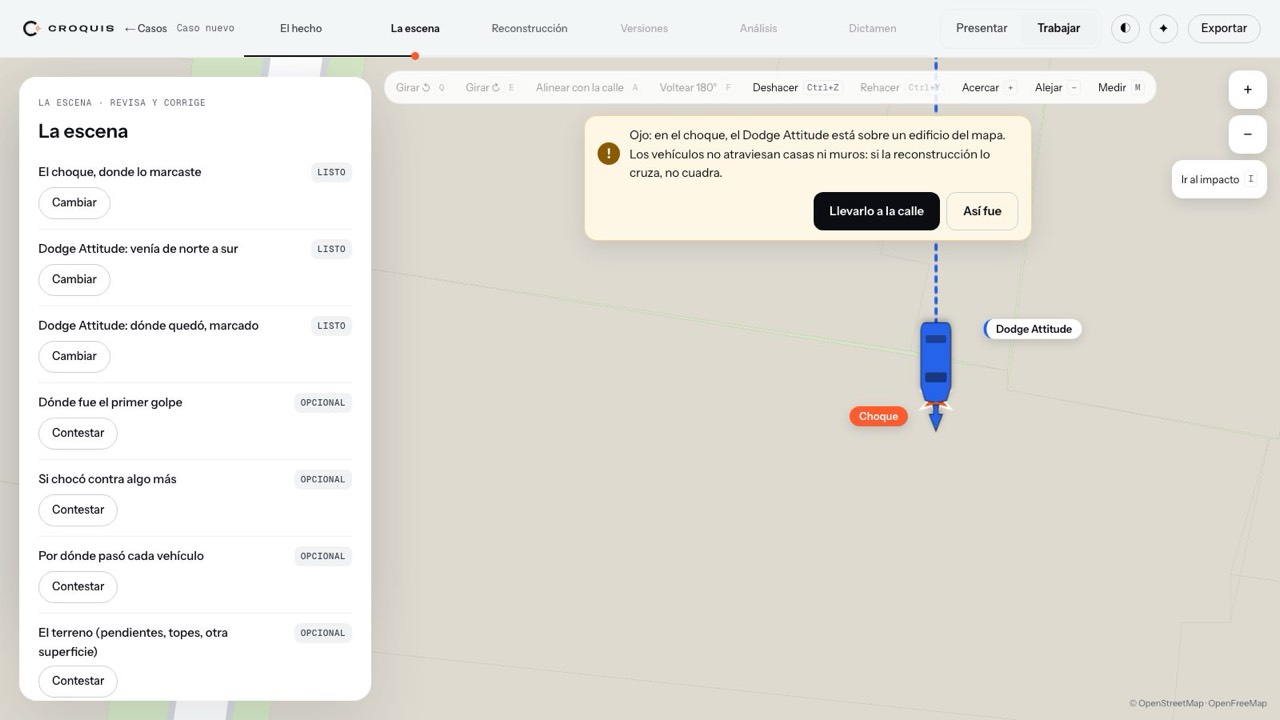 CROQUIS
← Casos
Caso nuevo
El hecho
La escena
Reconstrucción
Versiones
Análisis
Dictamen
Presentar
Trabajar
Exportar
Girar Q
Girar E
Alinear con la calle A
Voltear 180° F
Deshacer Ctrl+Z
Rehacer Ctrl+Y
Acercar +
Alejar −
Medir M
+
−
Ir al impacto I
LA ESCENA · REVISA Y CORRIGE
La escena
El choque, donde lo marcaste
LISTO
Cambiar
Dodge Attitude: venía de norte a sur
LISTO
Cambiar
Dodge Attitude: dónde quedó, marcado
LISTO
Cambiar
Dónde fue el primer golpe
OPCIONAL
Contestar
Si chocó contra algo más
OPCIONAL
Contestar
Por dónde pasó cada vehículo
OPCIONAL
Contestar
El terreno (pendientes, topes, otra
superficie)
OPCIONAL
Contestar
!
Ojo: en el choque, el Dodge Attitude está sobre un edificio del mapa.
Los vehículos no atraviesan casas ni muros: si la reconstrucción lo
cruza, no cuadra.
Llevarlo a la calle
Así fue
Dodge Attitude
Choque
© OpenStreetMap · OpenFreeMap